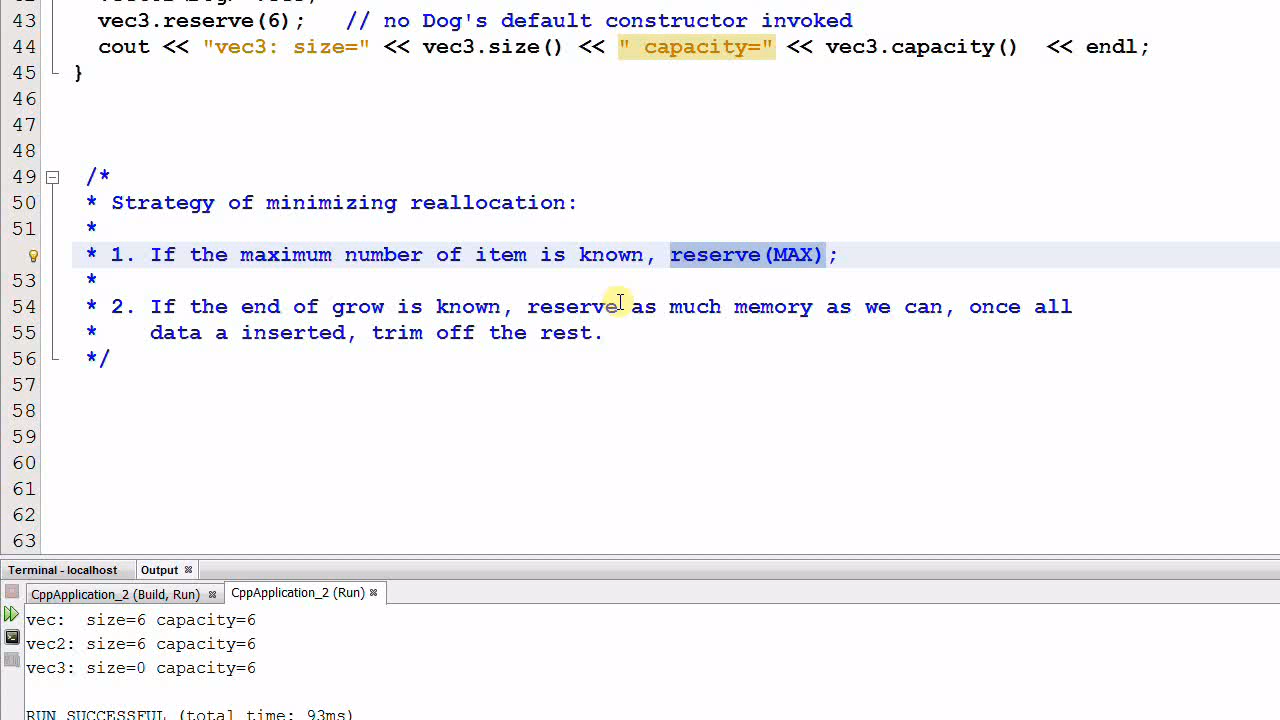 43 vec3.reserve(6);   // no Dog's default constructor invoked
44 cout << "vec3: size=" << vec3.size() << " capacity=" << vec3.capacity()  << endl;
45 }
46
47
48
49 /*
50 * Strategy of minimizing reallocation:
51 *
* 1. If the maximum number of item is known, reserve(MAX);
53 *
54 * 2. If the end of grow is known, reserve as much memory as we can, once all
55 *    data a inserted, trim off the rest.
56 */
57
58
59
60
61
62
63
Terminal - localhost Output
CppApplication_2 (Build, Run) CppApplication_2 (Run)
vec:  size=6 capacity=6
vec2: size=6 capacity=6
vec3: size=0 capacity=6
RUN SUCCESSFUL (total time: 93ms)